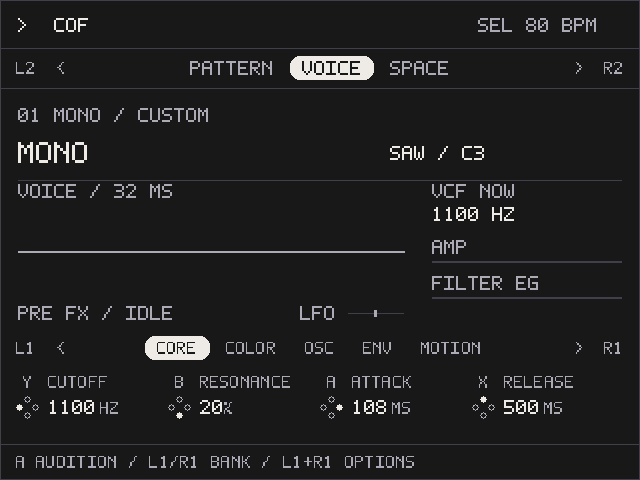 > COF SEL 80 BPM
L2 < PATTERN VOICE SPACE > R2
01 MONO / CUSTOM
MONO SAW / C3
VOICE / 32 MS VCF NOW
1100 HZ
AMP
FILTER EG
PRE FX / IDLE LFO
L1 < CORE COLOR OSC ENV MOTION > R1
Y CUTOFF B RESONANCE A ATTACK X RELEASE
1100 HZ 20% 108 MS 500 MS
A AUDITION / L1/R1 BANK / L1+R1 OPTIONS